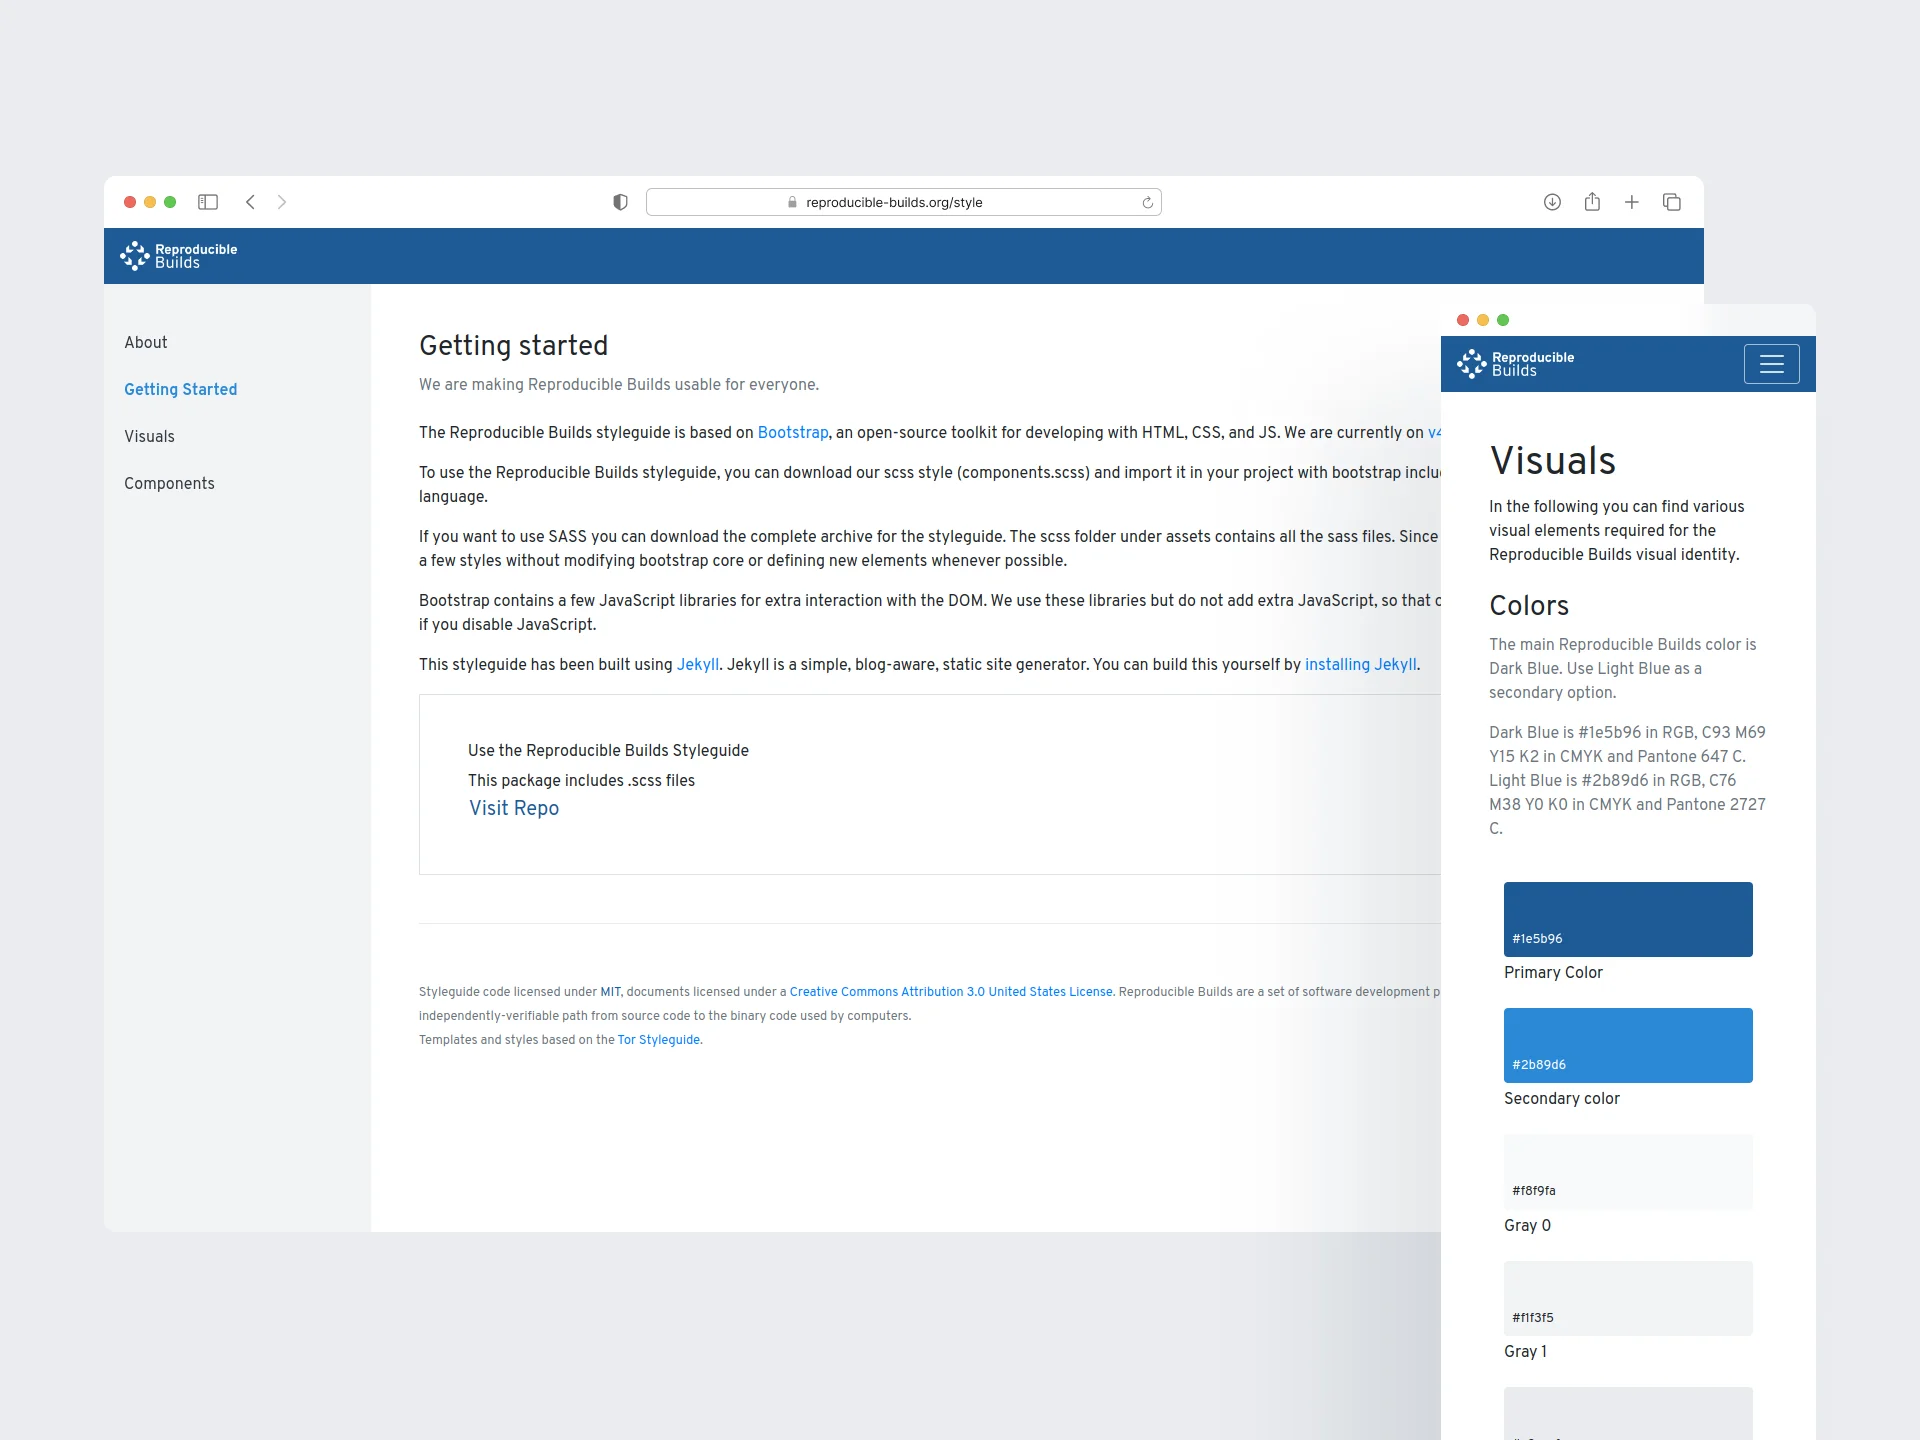 reproducible-builds.org/style
Reproducible
Builds
About
Getting Started
Visuals
Components
Getting started
We are making Reproducible Builds usable for everyone.
The Reproducible Builds styleguide is based on Bootstrap, an open-source toolkit for developing with HTML, CSS, and JS. We are currently on v4
To use the Reproducible Builds styleguide, you can download our scss style (components.scss) and import it in your project with bootstrap
language.
If you want to use SASS you can download the complete archive for the styleguide. The scss folder under assets contains all the sass files. Since
a few styles without modifying bootstrap core or defining new elements whenever possible.
Bootstrap contains a few JavaScript libraries for extra interaction with the DOM. We use these libraries but do not add extra JavaScript, so that
if you disable JavaScript.
This styleguide has been built using Jekyll. Jekyll is a simple, blog-aware, static site generator. You can build this yourself by installing Jekyll.
Use the Reproducible Builds Styleguide
This package includes .scss files
Visit Repo
Styleguide code licensed under MIT, documents licensed under a Creative Commons Attribution 3.0 United States License. Reproducible Builds are a set of software development
independently-verifiable path from source code to the binary code used by computers.
Templates and styles based on the Tor Styleguide.
Reproducible
Builds
Visuals
In the following you can find various
visual elements required for the
Reproducible Builds visual identity.
Colors
The main Reproducible Builds color is
Dark Blue. Use Light Blue as a
secondary option.
Dark Blue is #1e5b96 in RGB, C93 M69
Y15 K2 in CMYK and Pantone 647 C.
Light Blue is #2b89d6 in RGB, C76
M38 Y0 K0 in CMYK and Pantone 2727
C.
#1e5b96
Primary Color
#2b89d6
Secondary color
#f8f9fa
Gray 0
#f1f3f5
Gray 1